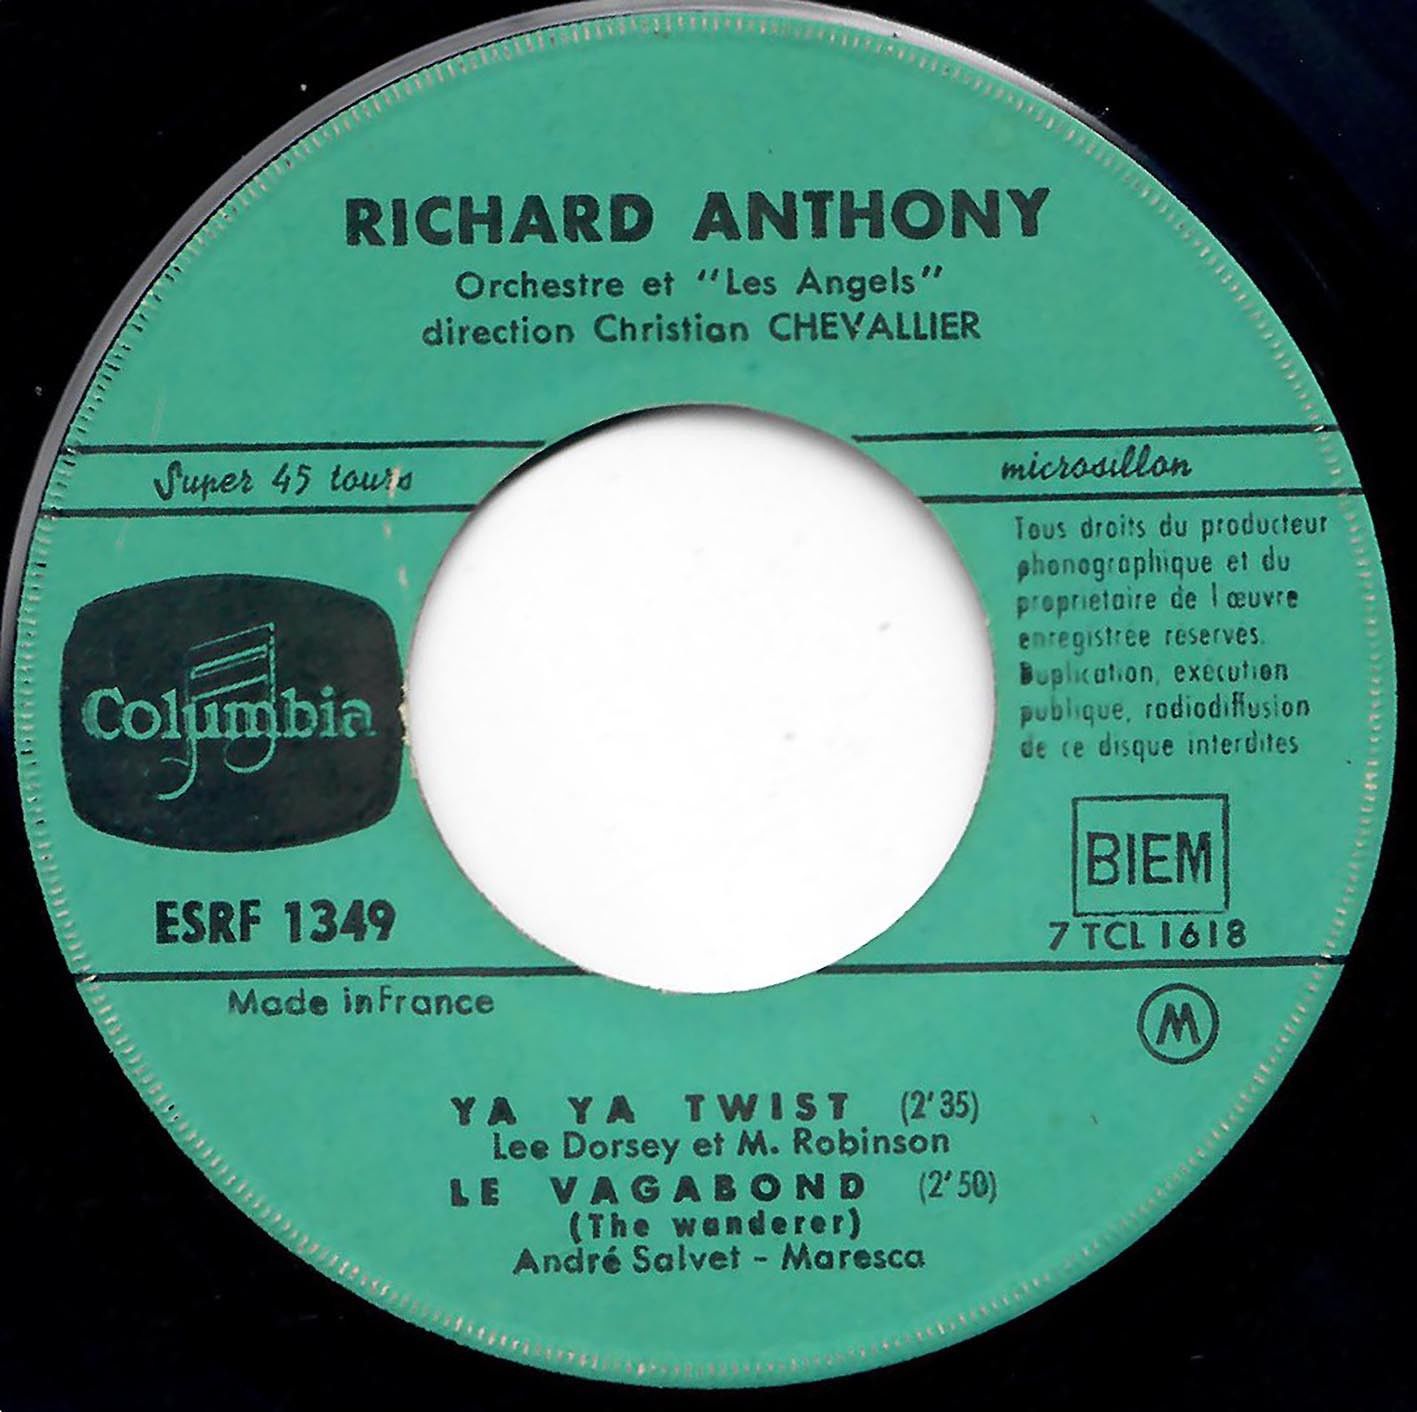 RICHARD ANTHONY
Orchestre et "Les Angels"
direction Christian CHEVALLIER
Super 45 tours
microsillon
Tous droits du producteur
phonographique et du
proprietaire de l œuvre
enregistree reserves.
Duplication, execution
publique, radiodiffusion
de ce disque interdites
Columbia
BIEM
ESRF 1349
7 TCL 1618
Made in France
M
YA YA TWIST (2'35)
Lee Dorsey et M. Robinson
LE VAGABOND (2'50)
(The wanderer)
André Salvet - Maresca